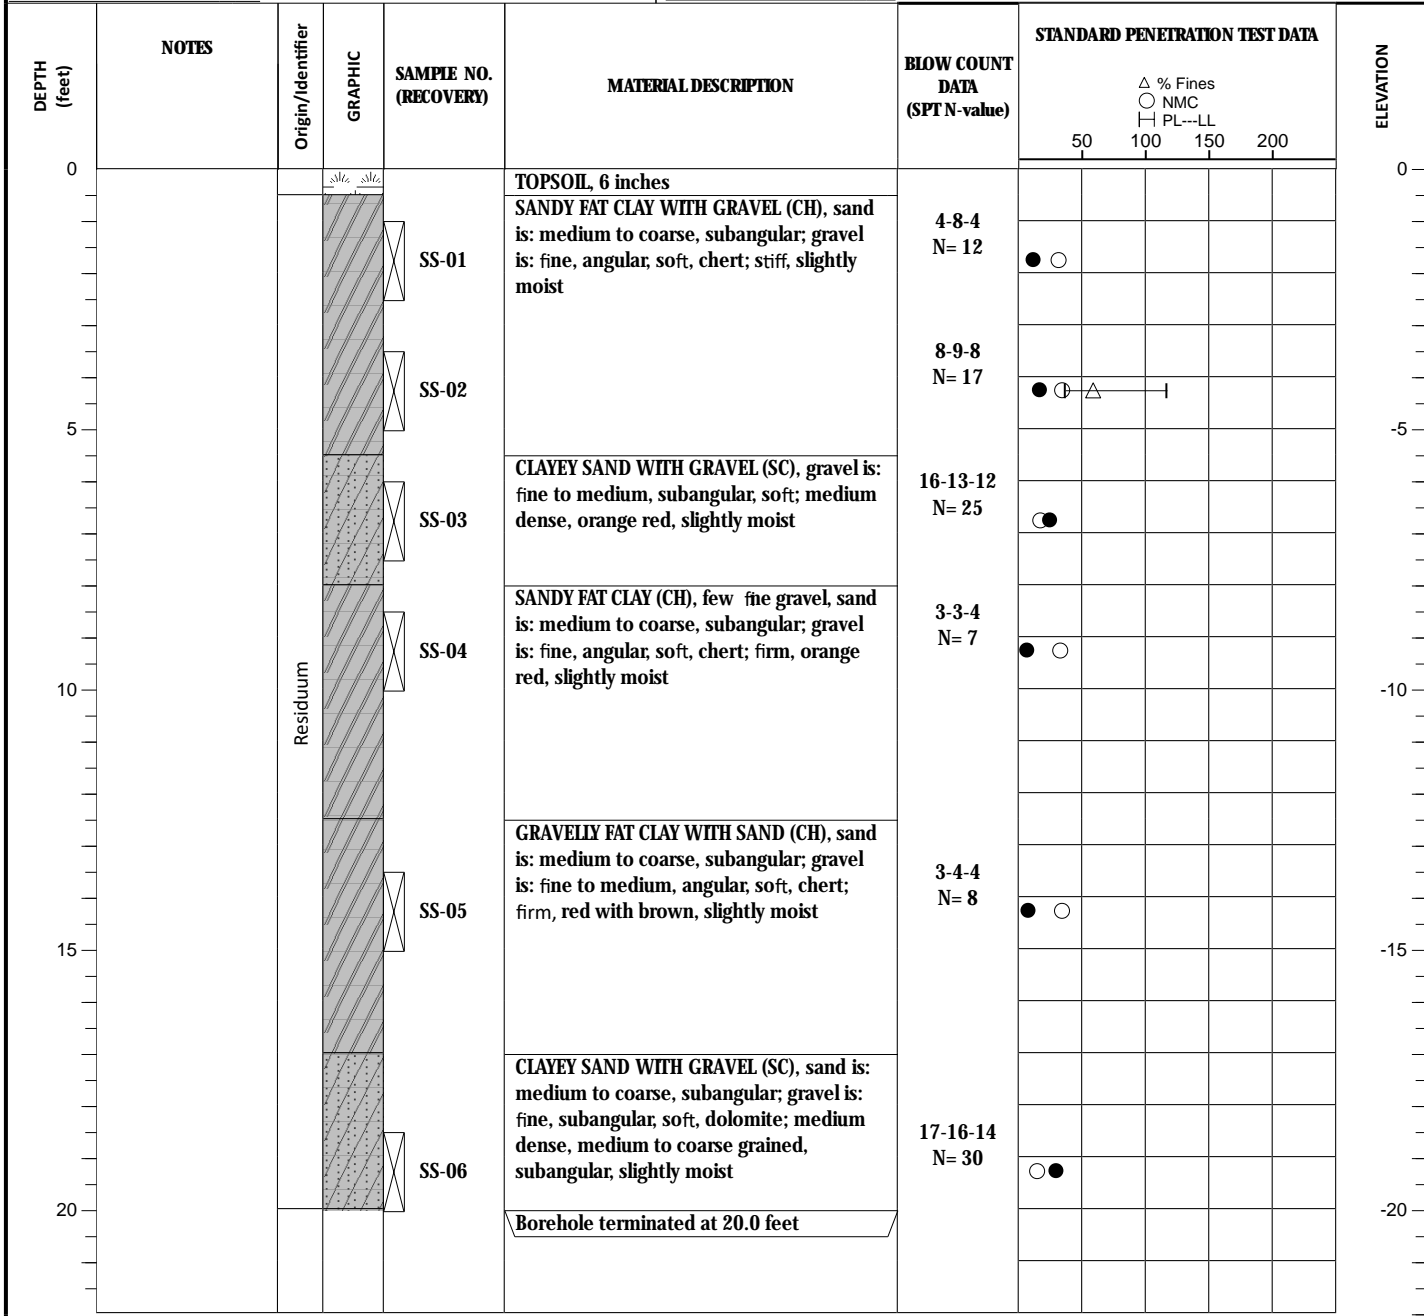 DEPTH
(feet)
NOTES
Origin/Identifier
GRAPHIC
SAMPLE NO.
(RECOVERY)
MATERIAL DESCRIPTION
BLOW COUNT
DATA
(SPT N-value)
STANDARD PENETRATION TEST DATA
% Fines
NMC
PL---LL
50 100 150 200
ELEVATION
0
0
TOPSOIL, 6 inches
SANDY FAT CLAY WITH GRAVEL (CH), sand
is: medium to coarse, subangular; gravel
is: fine, angular, soft, chert; stiff, slightly
moist
SS-01
4-8-4
N= 12
SS-02
8-9-8
N= 17
5
-5
CLAYEY SAND WITH GRAVEL (SC), gravel is:
fine to medium, subangular, soft; medium
dense, orange red, slightly moist
SS-03
16-13-12
N= 25
SANDY FAT CLAY (CH), few fine gravel, sand
is: medium to coarse, subangular; gravel
is: fine, angular, soft, chert; firm, orange
red, slightly moist
SS-04
3-3-4
N= 7
10
-10
Residuum
GRAVELLY FAT CLAY WITH SAND (CH), sand
is: medium to coarse, subangular; gravel
is: fine to medium, angular, soft, chert;
firm, red with brown, slightly moist
SS-05
3-4-4
N= 8
15
-15
CLAYEY SAND WITH GRAVEL (SC), sand is:
medium to coarse, subangular; gravel is:
fine, subangular, soft, dolomite; medium
dense, medium to coarse grained,
subangular, slightly moist
SS-06
17-16-14
N= 30
20
-20
Borehole terminated at 20.0 feet